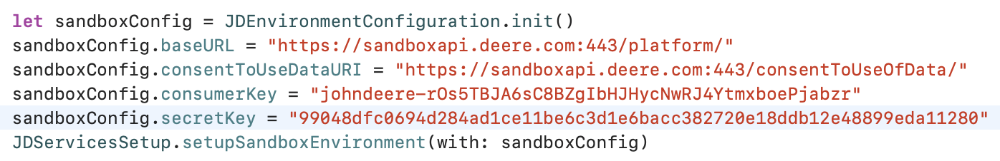 let sandboxConfig = JDEnvironmentConfiguration.init()
sandboxConfig.baseURL = "https://sandboxapi.deere.com:443/platform/"
sandboxConfig.consentToUseDataURI = "https://sandboxapi.deere.com:443/consentToUseOfData/"
sandboxConfig.consumerKey = "johndeere-rOs5TBJA6sC8BZgIbHJHycNwRJ4YtmxboePjabzr"
sandboxConfig.secretKey = "99048dfc0694d284ad1ce11be6c3d1e6bacc382720e18ddb12e48899eda11280"
JDServicesSetup.setupSandboxEnvironment(with: sandboxConfig)